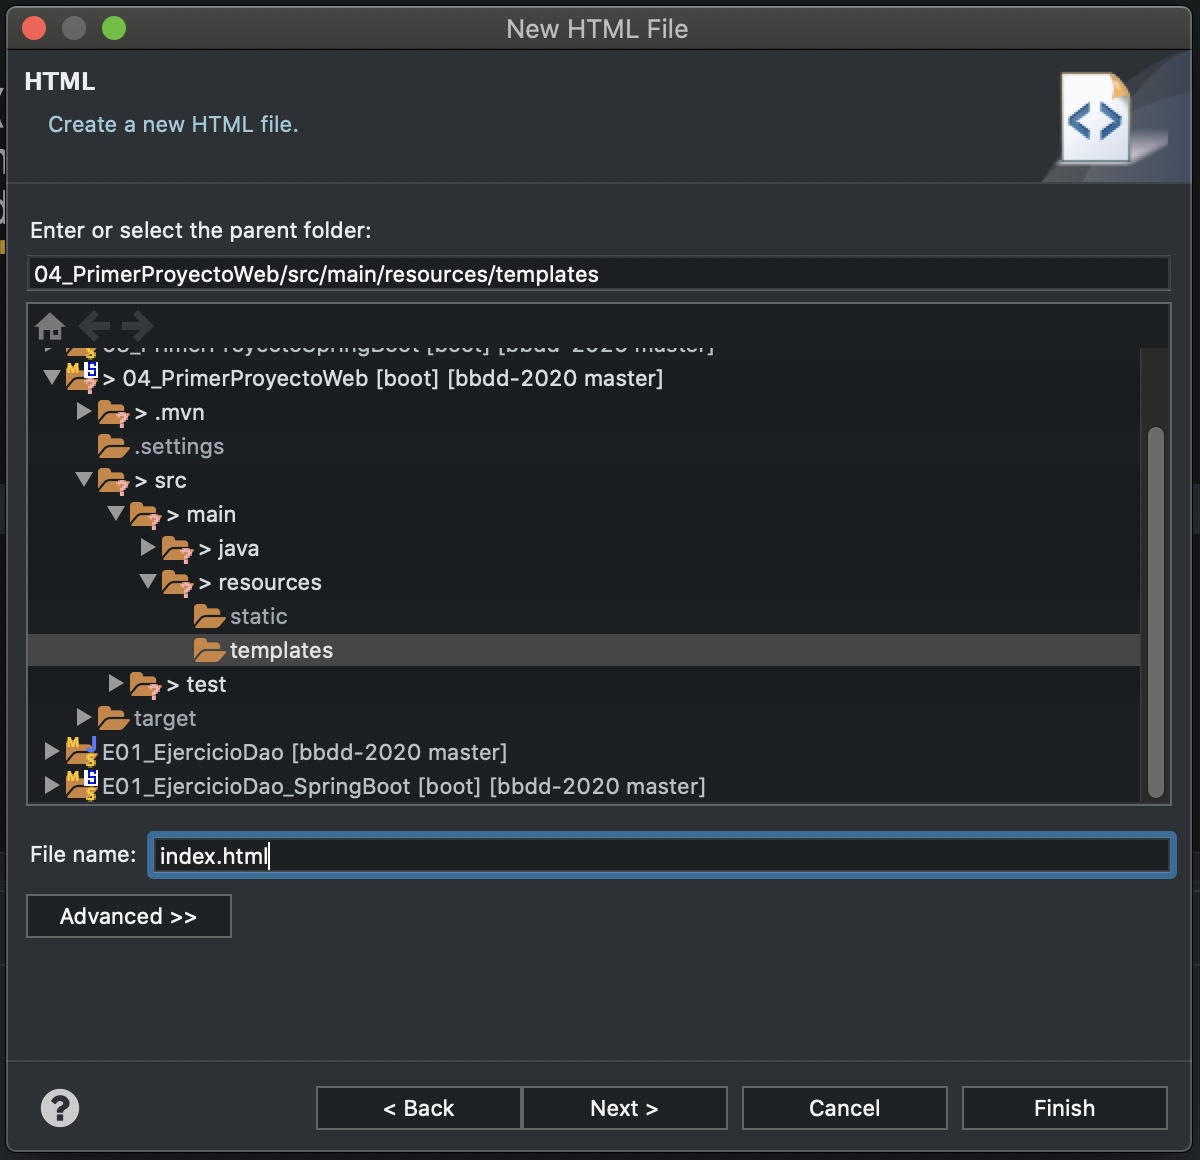 New HTML File
HTML
Create a new HTML file.
Enter or select the parent folder:
04_PrimerProyectoWeb/src/main/resources/templates
03_PrimerProyectoSpringBoot [boot] [bbdd-2020 master]
> 04_PrimerProyectoWeb [boot] [bbdd-2020 master]
> .mvn
.settings
> src
> main
> java
> resources
static
templates
> test
target
E01_EjercicioDao [bbdd-2020 master]
E01_EjercicioDao_SpringBoot [boot] [bbdd-2020 master]
File name: index.html
Advanced >>
< Back Next > Cancel Finish